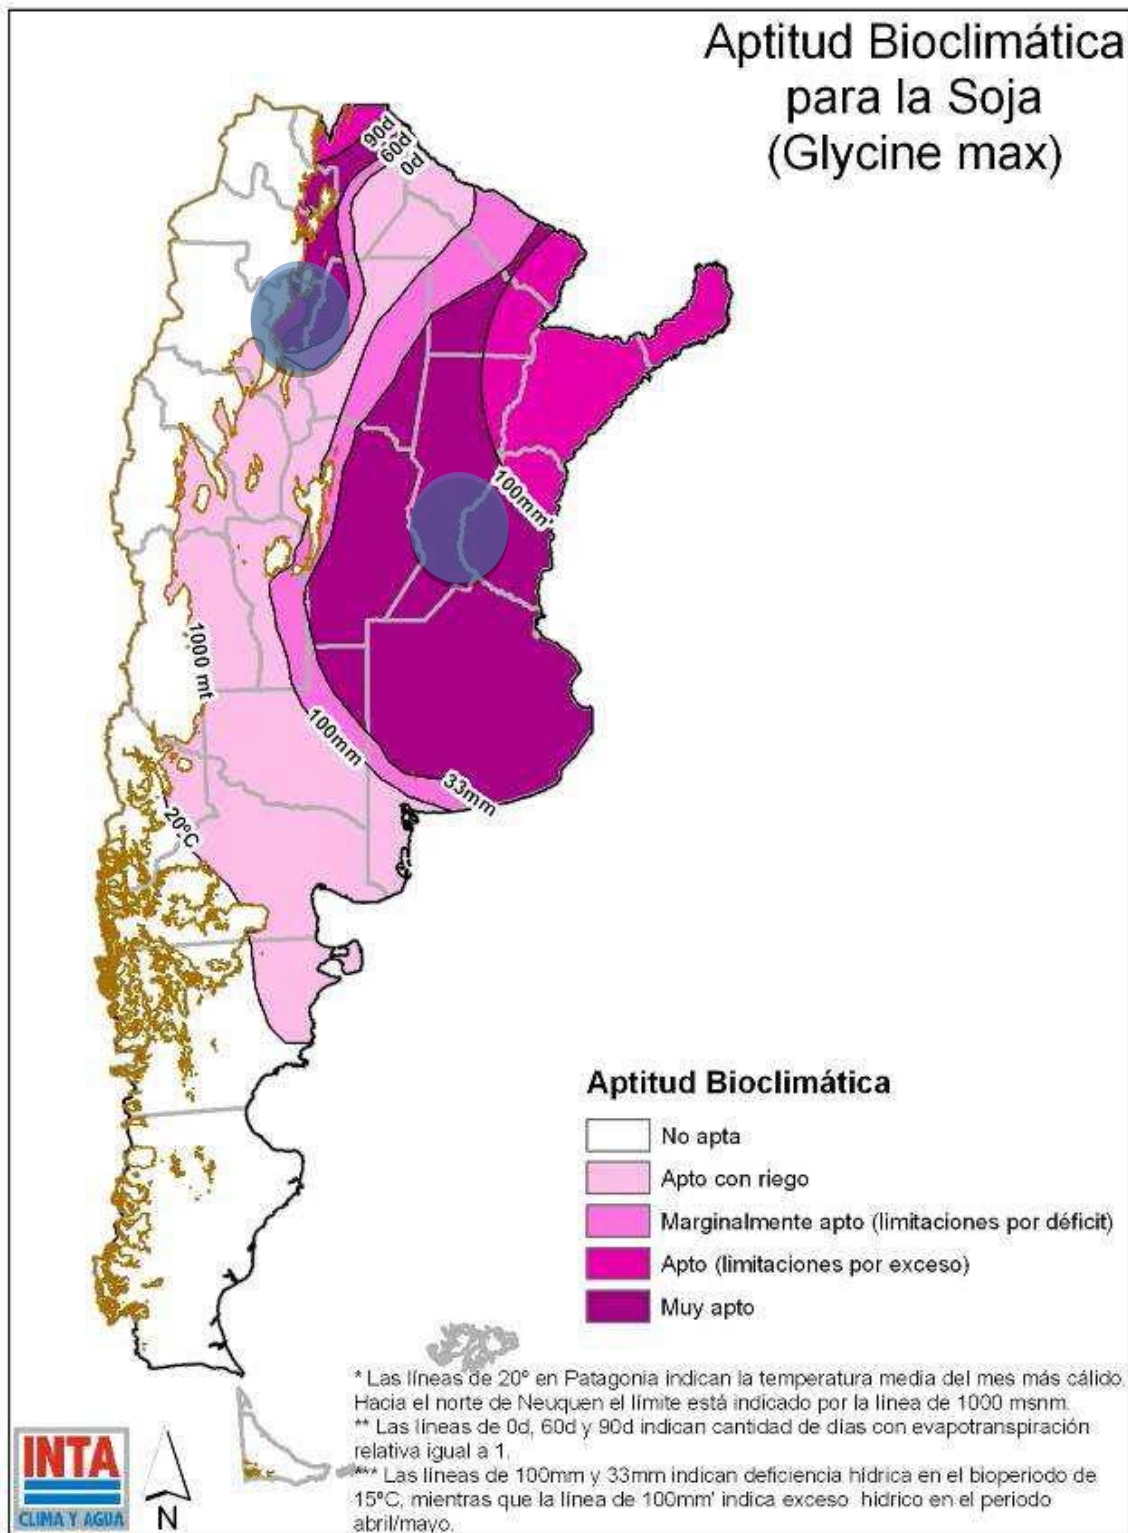 Aptitud Bioclimática
para la Soja
(Glycine max)
90d
60d
0d
100mm'
1000 mt
100mm
33mm
20ºC
Aptitud Bioclimática
No apta
Apto con riego
Marginalmente apto (limitaciones por déficit)
Apto (limitaciones por exceso)
Muy apto
* Las líneas de 20º en Patagonia indican la temperatura media del mes más cálido.
Hacia el norte de Neuquen el límite está indicado por la línea de 1000 msnm.
** Las líneas de 0d, 60d y 90d indican cantidad de días con evapotranspiración
relativa igual a 1.
*** Las líneas de 100mm y 33mm indican deficiencia hídrica en el bioperiodo de
15ºC, mientras que la línea de 100mm' indica exceso hídrico en el periodo
abril/mayo.
INTA
CLIMA Y AGUA
N